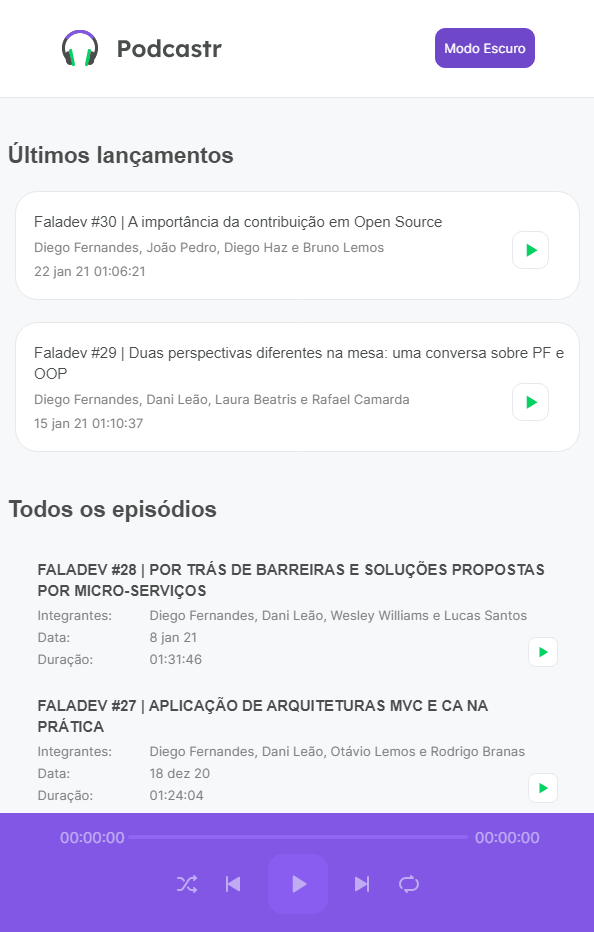 Podcastr
Modo Escuro
Últimos lançamentos
Faladev #30 | A importância da contribuição em Open Source
Diego Fernandes, João Pedro, Diego Haz e Bruno Lemos
22 jan 21 01:06:21
Faladev #29 | Duas perspectivas diferentes na mesa: uma conversa sobre PF e
OOP
Diego Fernandes, Dani Leão, Laura Beatris e Rafael Camarda
15 jan 21 01:10:37
Todos os episódios
FALADEV #28 | POR TRÁS DE BARREIRAS E SOLUÇÕES PROPOSTAS
POR MICRO-SERVIÇOS
Integrantes: Diego Fernandes, Dani Leão, Wesley Williams e Lucas Santos
Data: 8 jan 21
Duração: 01:31:46
FALADEV #27 | APLICAÇÃO DE ARQUITETURAS MVC E CA NA
PRÁTICA
Integrantes: Diego Fernandes, Dani Leão, Otávio Lemos e Rodrigo Branas
Data: 18 dez 20
Duração: 01:24:04
00:00:00 00:00:00